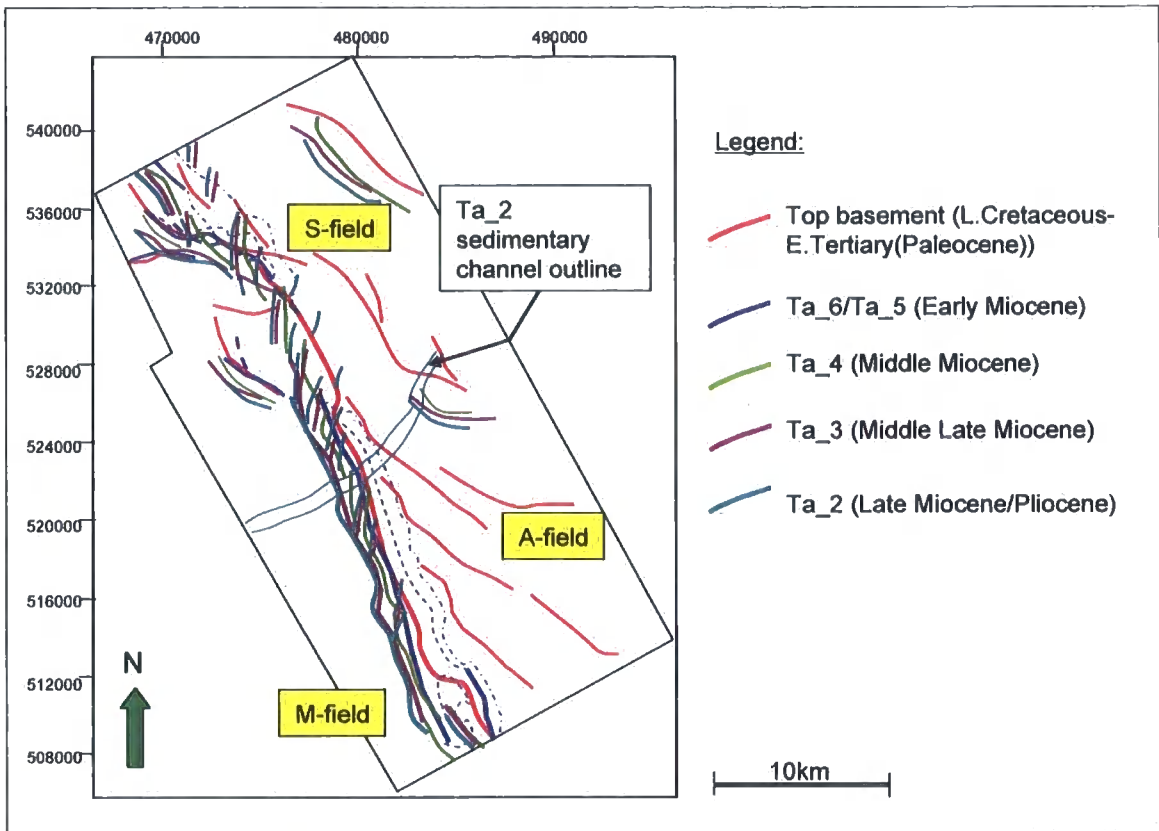 470000 480000 490000
540000
536000
532000
528000
524000
520000
516000
512000
508000
S-field
Ta_2
sedimentary
channel outline
A-field
M-field
N
Legend:
Top basement (L.Cretaceous-
E.Tertiary(Paleocene))
Ta_6/Ta_5 (Early Miocene)
Ta_4 (Middle Miocene)
Ta_3 (Middle Late Miocene)
Ta_2 (Late Miocene/Pliocene)
10km